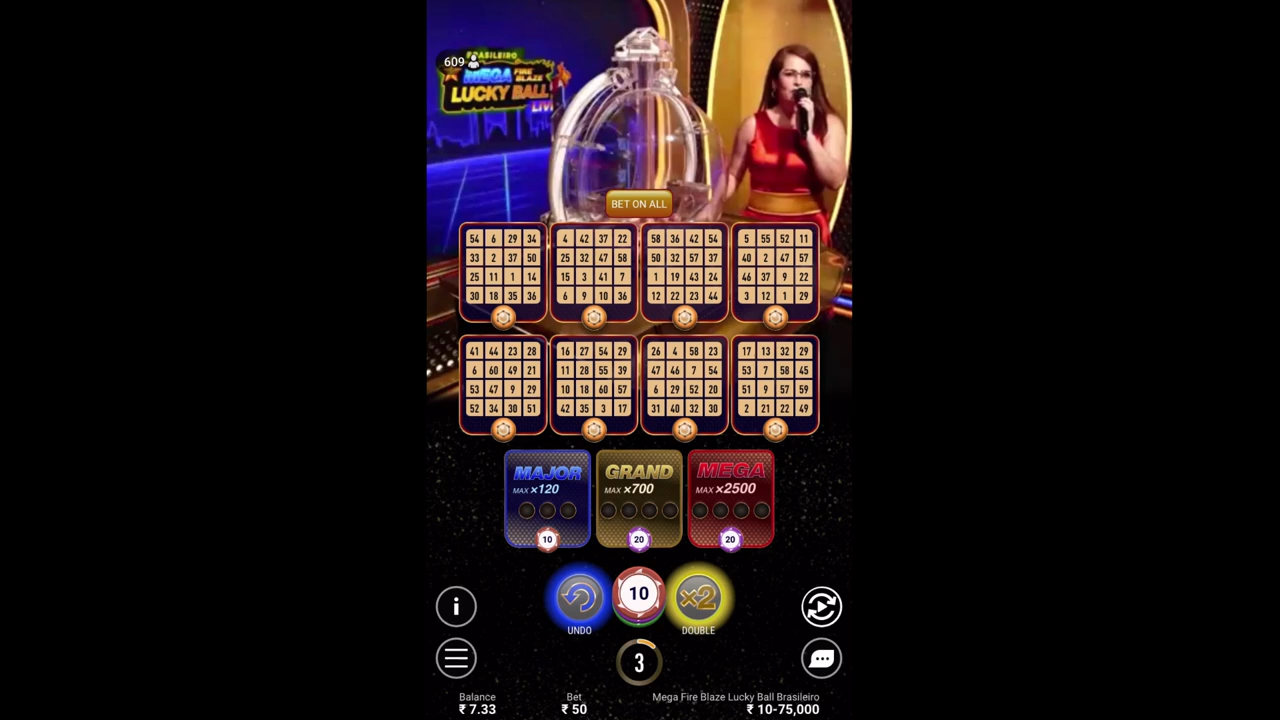 609
BRASILEIRO
MEGA FIRE BLAZE
LUCKY BALL
LIVE
BET ON ALL
54 6 29 34
33 2 37 50
25 11 1 14
30 18 35 36
4 42 37 22
25 32 47 58
15 3 41 7
6 9 10 36
58 36 42 54
50 32 57 37
1 19 43 24
12 22 23 44
5 55 52 11
40 2 47 57
46 37 9 22
3 12 1 29
41 44 23 28
6 60 49 21
53 47 9 29
52 34 30 51
16 27 54 29
11 28 55 39
10 18 60 57
42 35 3 17
26 4 58 23
47 46 7 54
6 29 52 20
31 40 32 30
17 13 32 29
53 7 58 45
51 9 57 59
2 21 22 49
MAJOR
MAX ×120
10
GRAND
MAX ×700
20
MEGA
MAX ×2500
20
i
10
×2
UNDO
DOUBLE
3
Balance
₹ 7.33
Bet
₹ 50
Mega Fire Blaze Lucky Ball Brasileiro
₹ 10-75,000